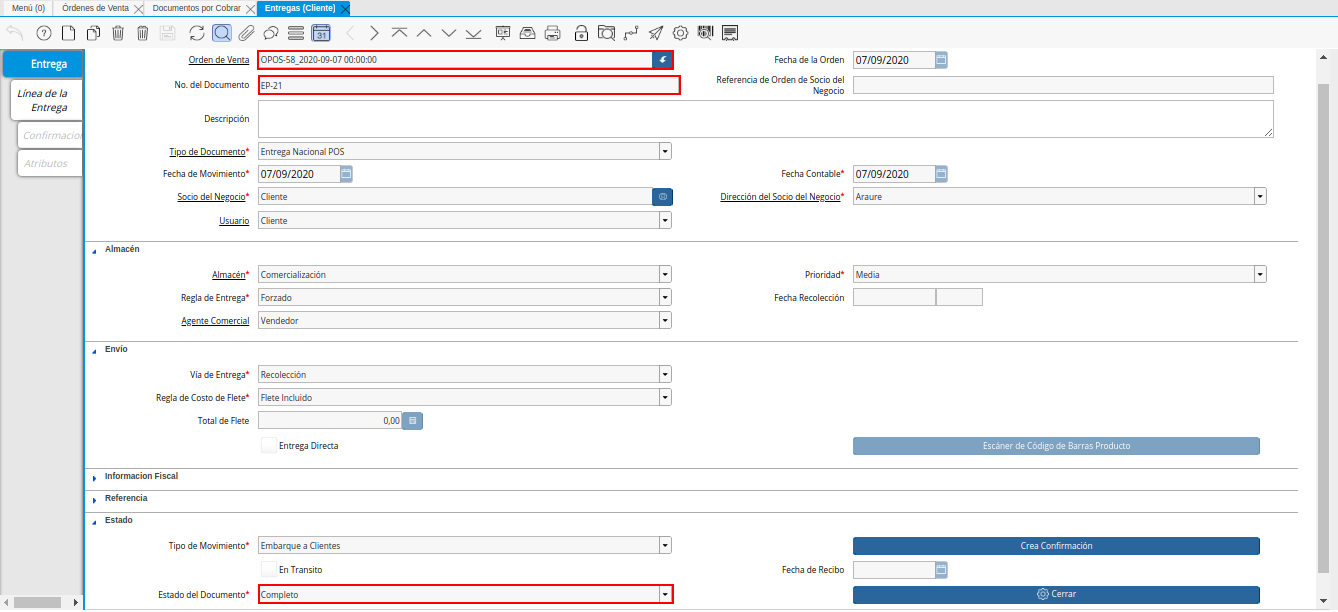 Menú (0) Órdenes de Venta Documentos por Cobrar Entregas (Cliente)
31
Entrega
Línea de la Entrega
Confirmacio
Atributos
Orden de Venta OPOS-58_2020-09-07 00:00:00 Fecha de la Orden 07/09/2020
No. del Documento EP-21 Referencia de Orden de Socio del Negocio
Descripción
Tipo de Documento* Entrega Nacional POS
Fecha de Movimiento* 07/09/2020 Fecha Contable* 07/09/2020
Socio del Negocio* Cliente Dirección del Socio del Negocio* Araure
Usuario Cliente
Almacén
Almacén* Comercialización Prioridad* Media
Regla de Entrega* Forzado Fecha Recolección
Agente Comercial Vendedor
Envío
Vía de Entrega* Recolección
Regla de Costo de Flete* Flete Incluido
Total de Flete 0,00
Entrega Directa Escáner de Código de Barras Producto
Informacion Fiscal
Referencia
Estado
Tipo de Movimiento* Embarque a Clientes Crea Confirmación
En Transito Fecha de Recibo
Estado del Documento* Completo Cerrar